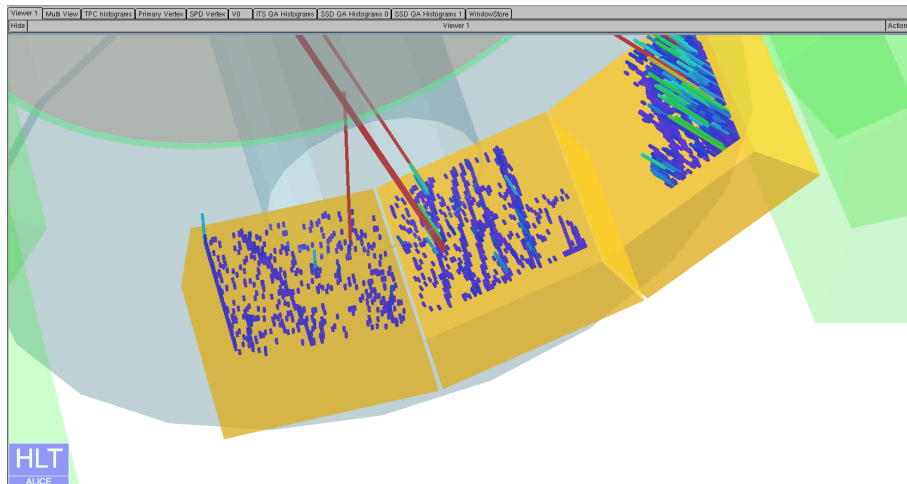 Viewer 1 Multi View TPC histograms Primary Vertex SPD Vertex V0 ITS QA Histograms SSD QA Histograms 0 SSD QA Histograms 1 WindowStore
Hide Viewer 1 Action
HLT
ALICE